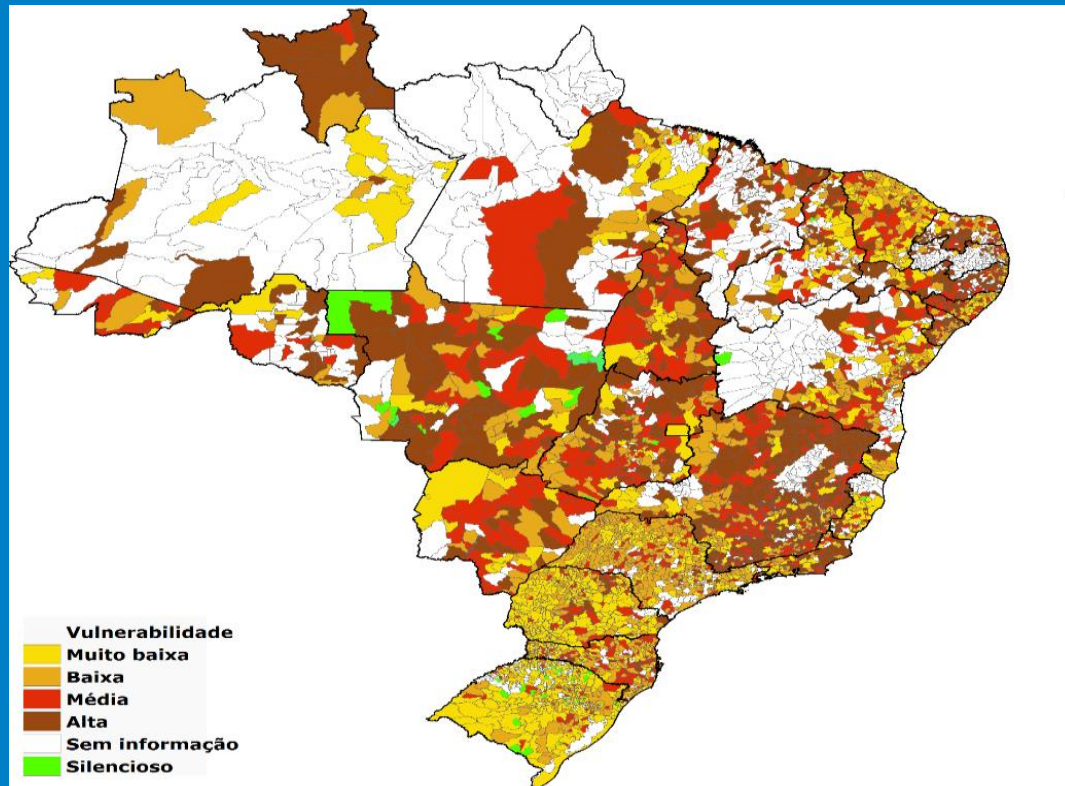 Vulnerabilidade
Muito baixa
Baixa
Média
Alta
Sem informação
Silencioso